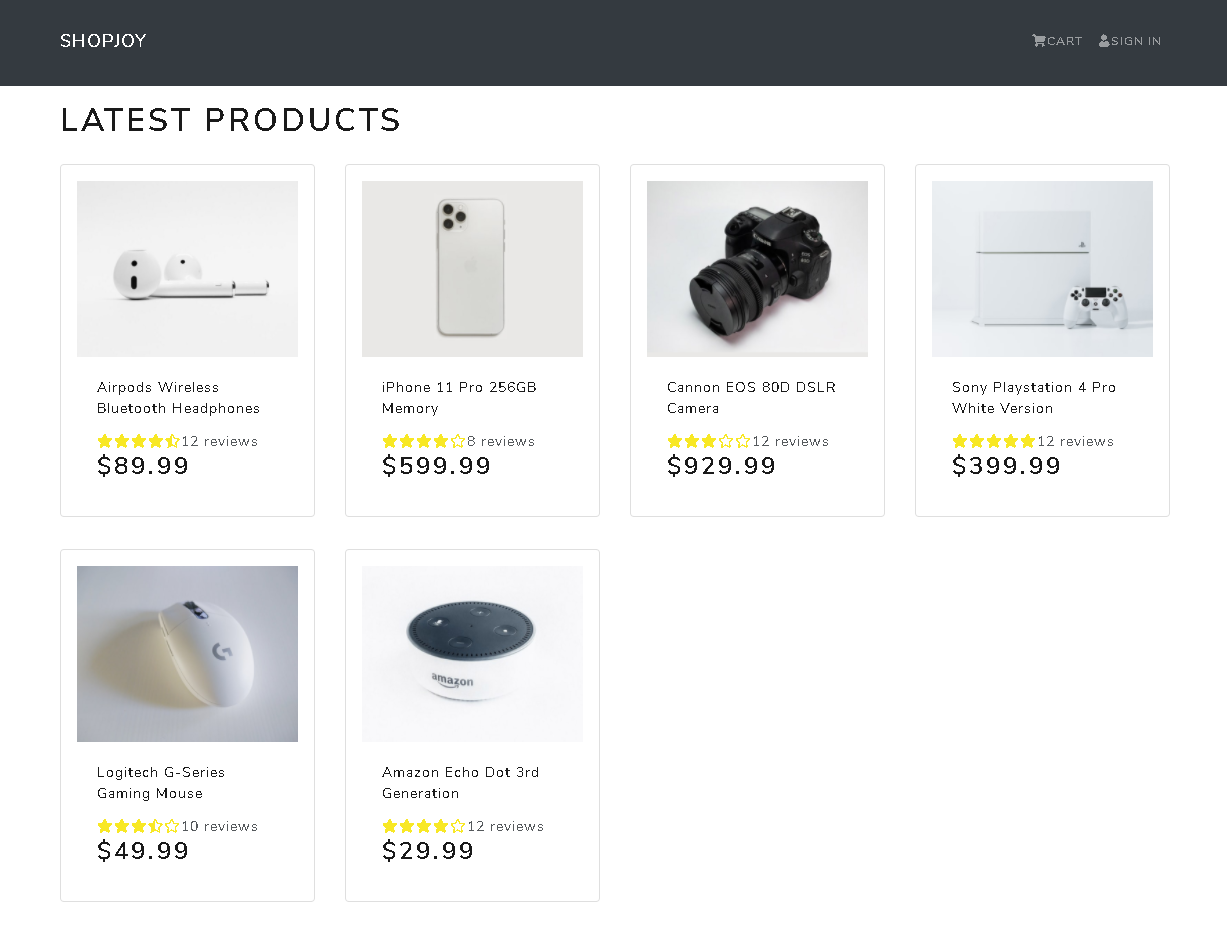 SHOPJOY
CART
SIGN IN
LATEST PRODUCTS
Canon
Airpods Wireless
Bluetooth Headphones
12 reviews
$89.99
iPhone 11 Pro 256GB
Memory
8 reviews
$599.99
Cannon EOS 80D DSLR
Camera
12 reviews
$929.99
Sony Playstation 4 Pro
White Version
12 reviews
$399.99
G
amazon
Logitech G-Series
Gaming Mouse
10 reviews
$49.99
Amazon Echo Dot 3rd
Generation
12 reviews
$29.99